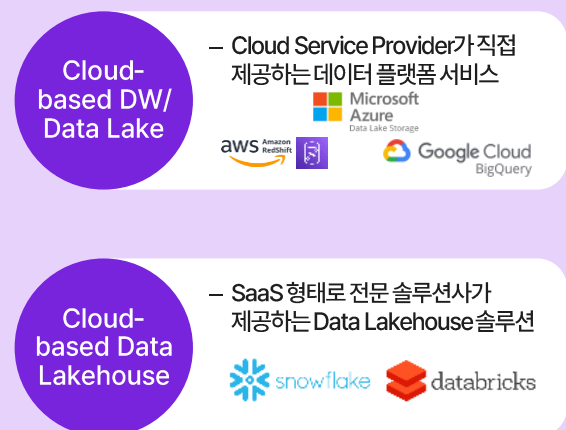 Cloud-
based DW/
Data Lake
– Cloud Service Provider가 직접
제공하는 데이터 플랫폼 서비스
Microsoft
Azure
Data Lake Storage
aws Amazon
RedShift
Google Cloud
BigQuery
Cloud-
based Data
Lakehouse
– SaaS 형태로 전문 솔루션사가
제공하는 Data Lakehouse 솔루션
snowflake
databricks